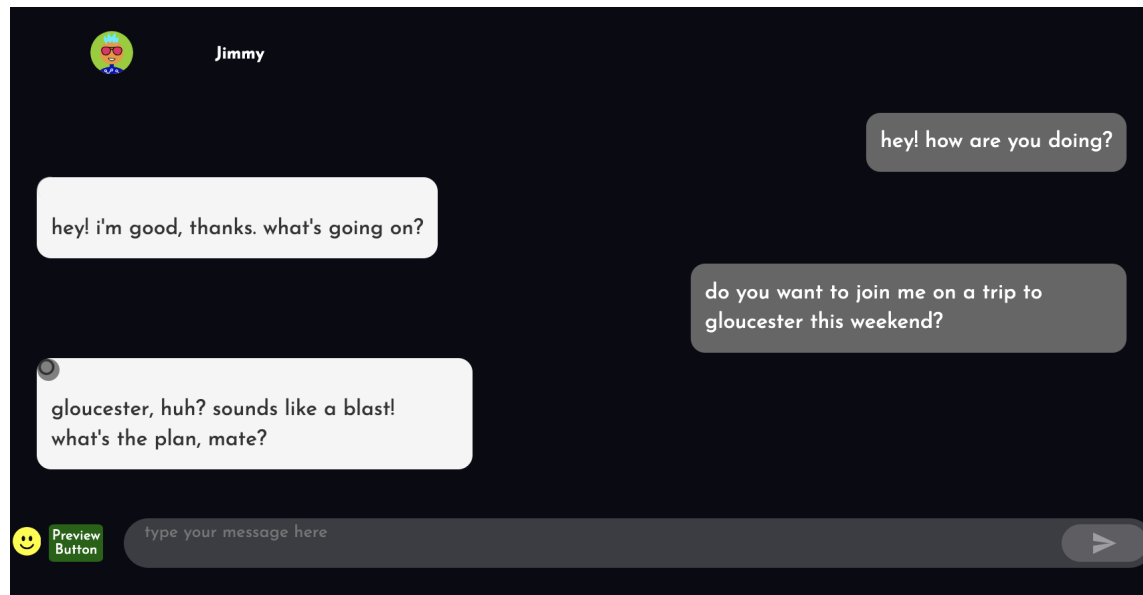 Jimmy
hey! how are you doing?
hey! i'm good, thanks. what's going on?
do you want to join me on a trip to
gloucester this weekend?
gloucester, huh? sounds like a blast!
what's the plan, mate?
Preview
Button
type your message here